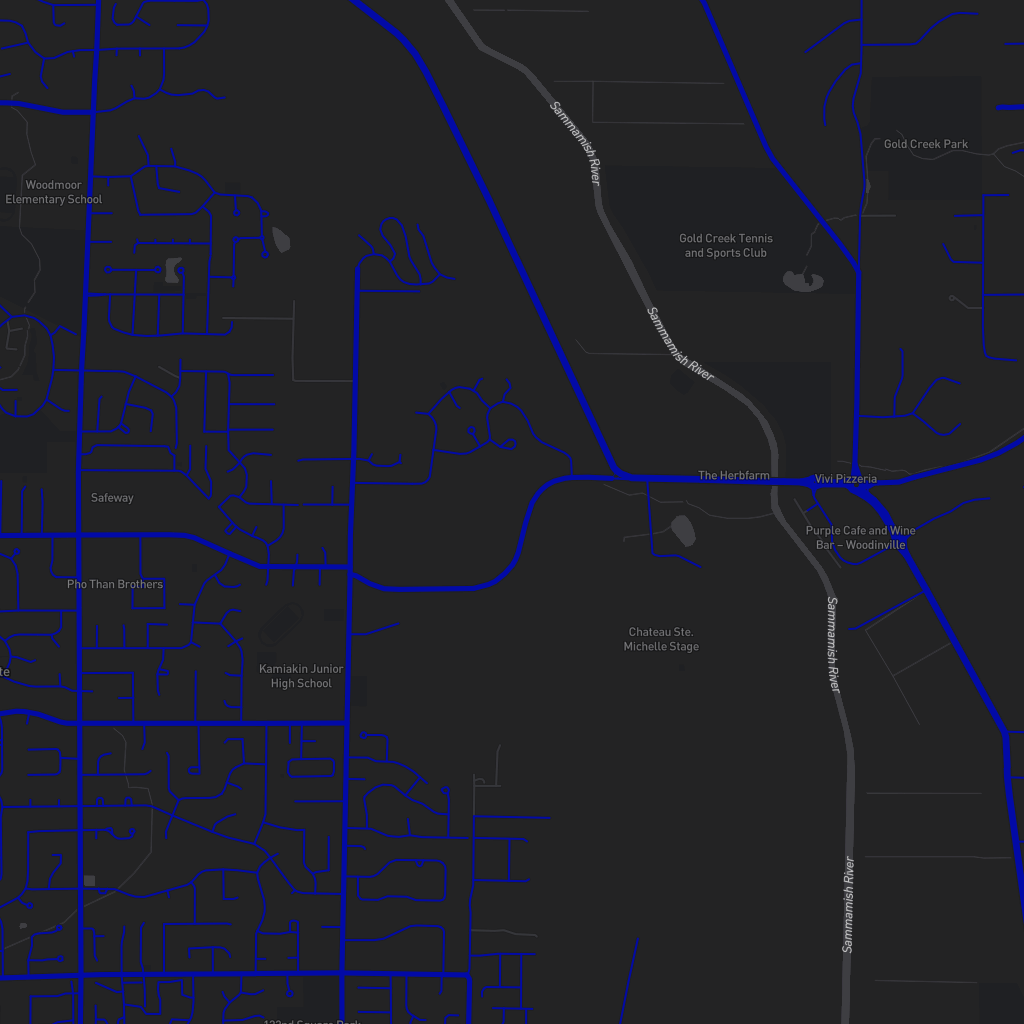 Sammamish River
Gold Creek Park
Woodmoor
Elementary School
Gold Creek Tennis
and Sports Club
Sammamish River
The Herbfarm
Vivi Pizzeria
Safeway
Purple Cafe and Wine
Bar – Woodinville
Pho Than Brothers
Sammamish River
Chateau Ste.
Michelle Stage
Kamiakin Junior
High School
Sammamish River